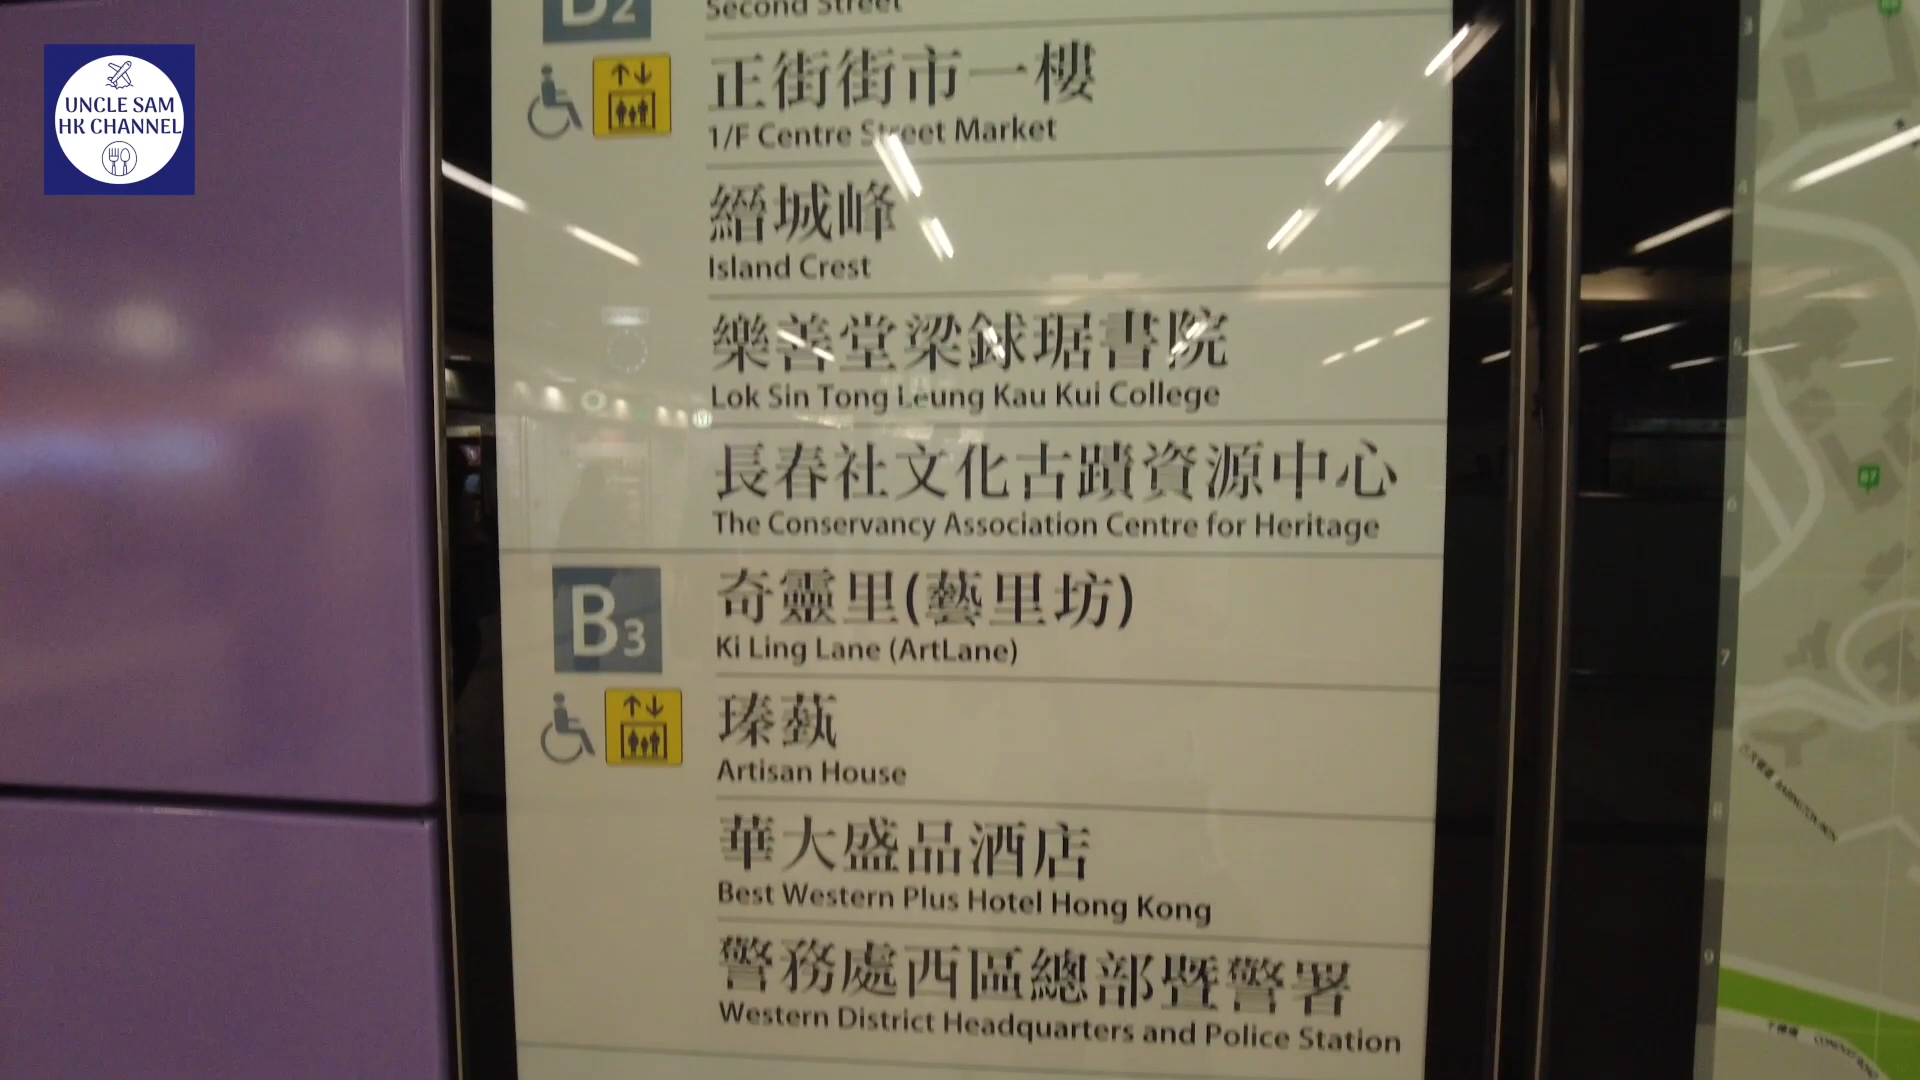 UNCLE SAM
HK CHANNEL
B2
Second Street
正街街市一樓
1/F Centre Street Market
縉城峰
Island Crest
樂善堂梁銶琚書院
Lok Sin Tong Leung Kau Kui College
長春社文化古蹟資源中心
The Conservancy Association Centre for Heritage
B3
奇靈里(藝里坊)
Ki Ling Lane (ArtLane)
瑧蓺
Artisan House
華大盛品酒店
Best Western Plus Hotel Hong Kong
警務處西區總部暨警署
Western District Headquarters and Police Station
6
7
8
9